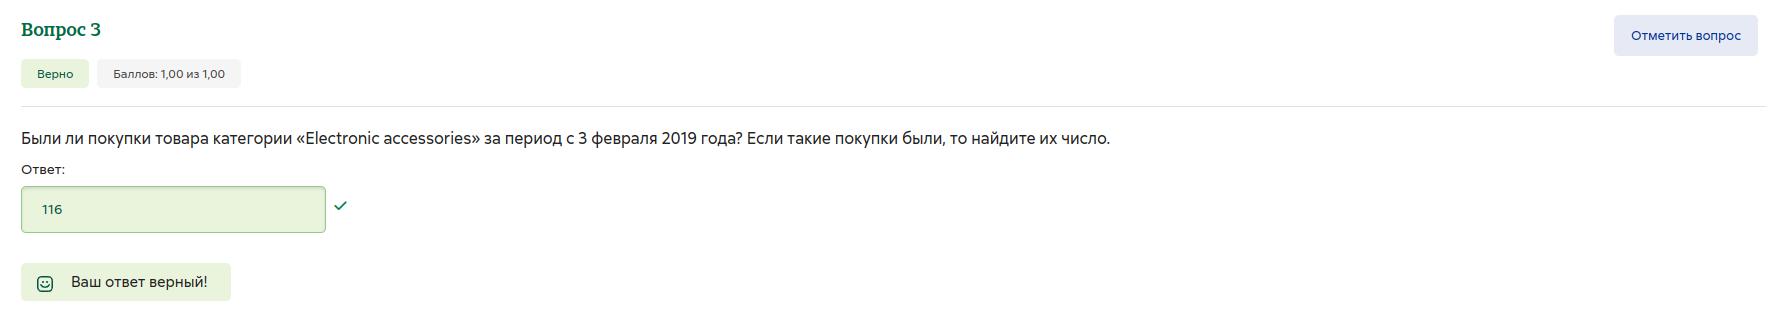 Вопрос 3
Отметить вопрос
Верно
Баллов: 1,00 из 1,00
Были ли покупки товара категории «Electronic accessories» за период с 3 февраля 2019 года? Если такие покупки были, то найдите их число.
Ответ:
116
Ваш ответ верный!